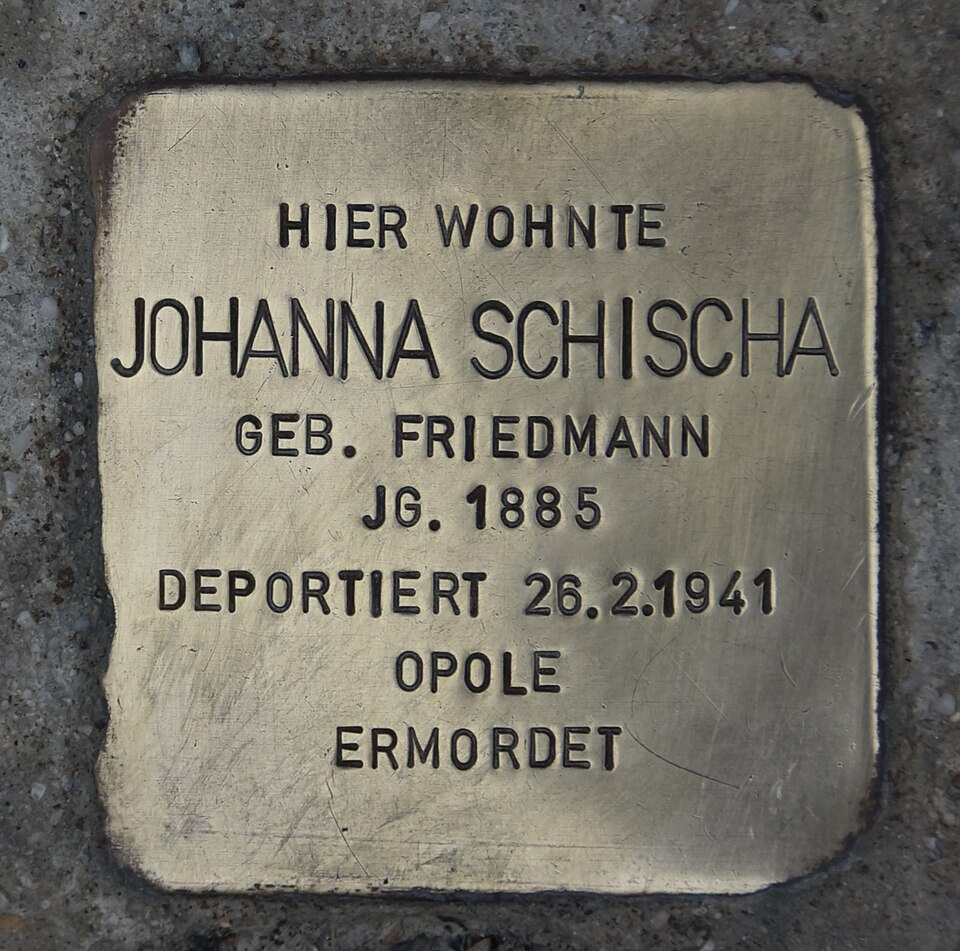 HIER WOHNTE
JOHANNA SCHISCHA
GEB. FRIEDMANN
JG. 1885
DEPORTIERT 26.2.1941
OPOLE
ERMORDET